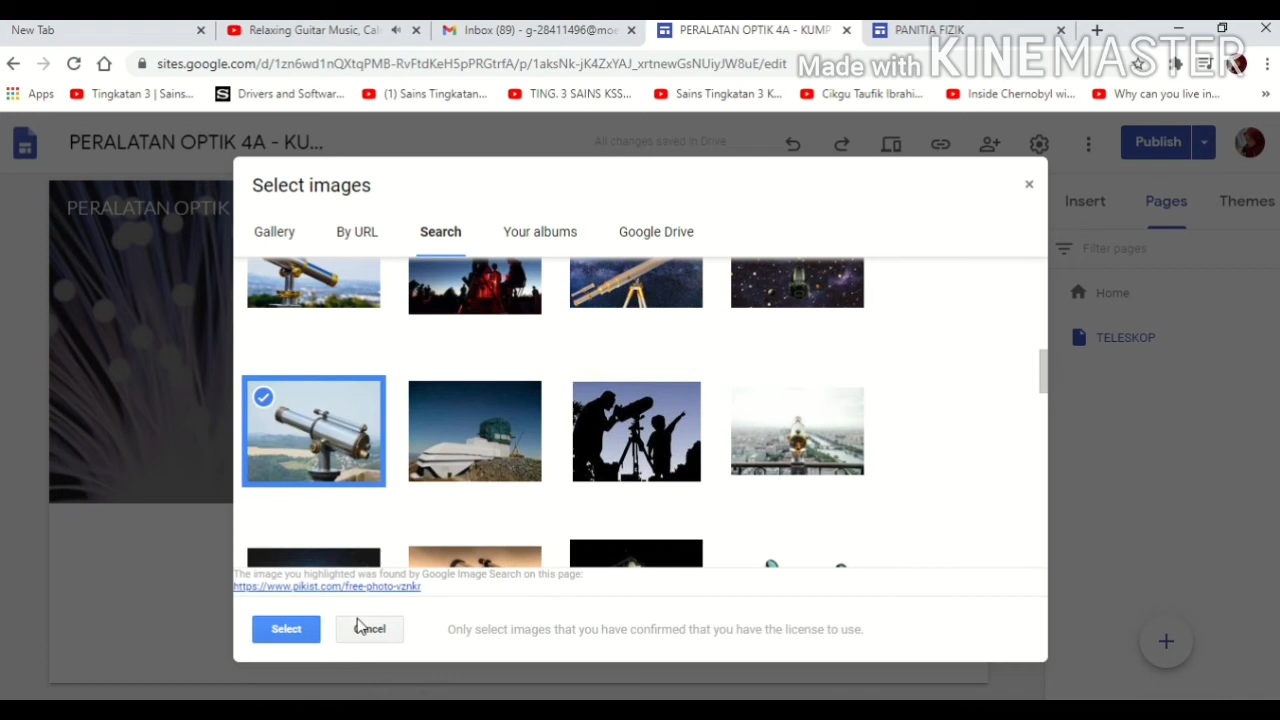 New Tab
Relaxing Guitar Music, Cal
Inbox (89) - g-28411496@moe
PERALATAN OPTIK 4A - KUMP
PANITIA FIZIK
Made with KINEMASTER
sites.google.com/d/1zn6wd1nQXtqPMB-RvFtdKeH5pPRGtrfA/p/1aksNk-jK4ZxYAJ_xrtnewGsNUiyJW8uE/edit
Apps
Tingkatan 3 | Sains...
Drivers and Softwar...
(1) Sains Tingkatan...
TING. 3 SAINS KSS...
Sains Tingkatan 3 K...
Cikgu Taufik Ibrahi...
Inside Chernobyl wi...
Why can you live in...
PERALATAN OPTIK 4A - KU...
All changes saved in Drive
Publish
PERALATAN OPTIK
Select images
Gallery
By URL
Search
Your albums
Google Drive
Insert
Pages
Themes
Filter pages
Home
TELESKOP
The image you highlighted was found by Google Image Search on this page:
https://www.pikist.com/free-photo-vznkr
Select
Cancel
Only select images that you have confirmed that you have the license to use.